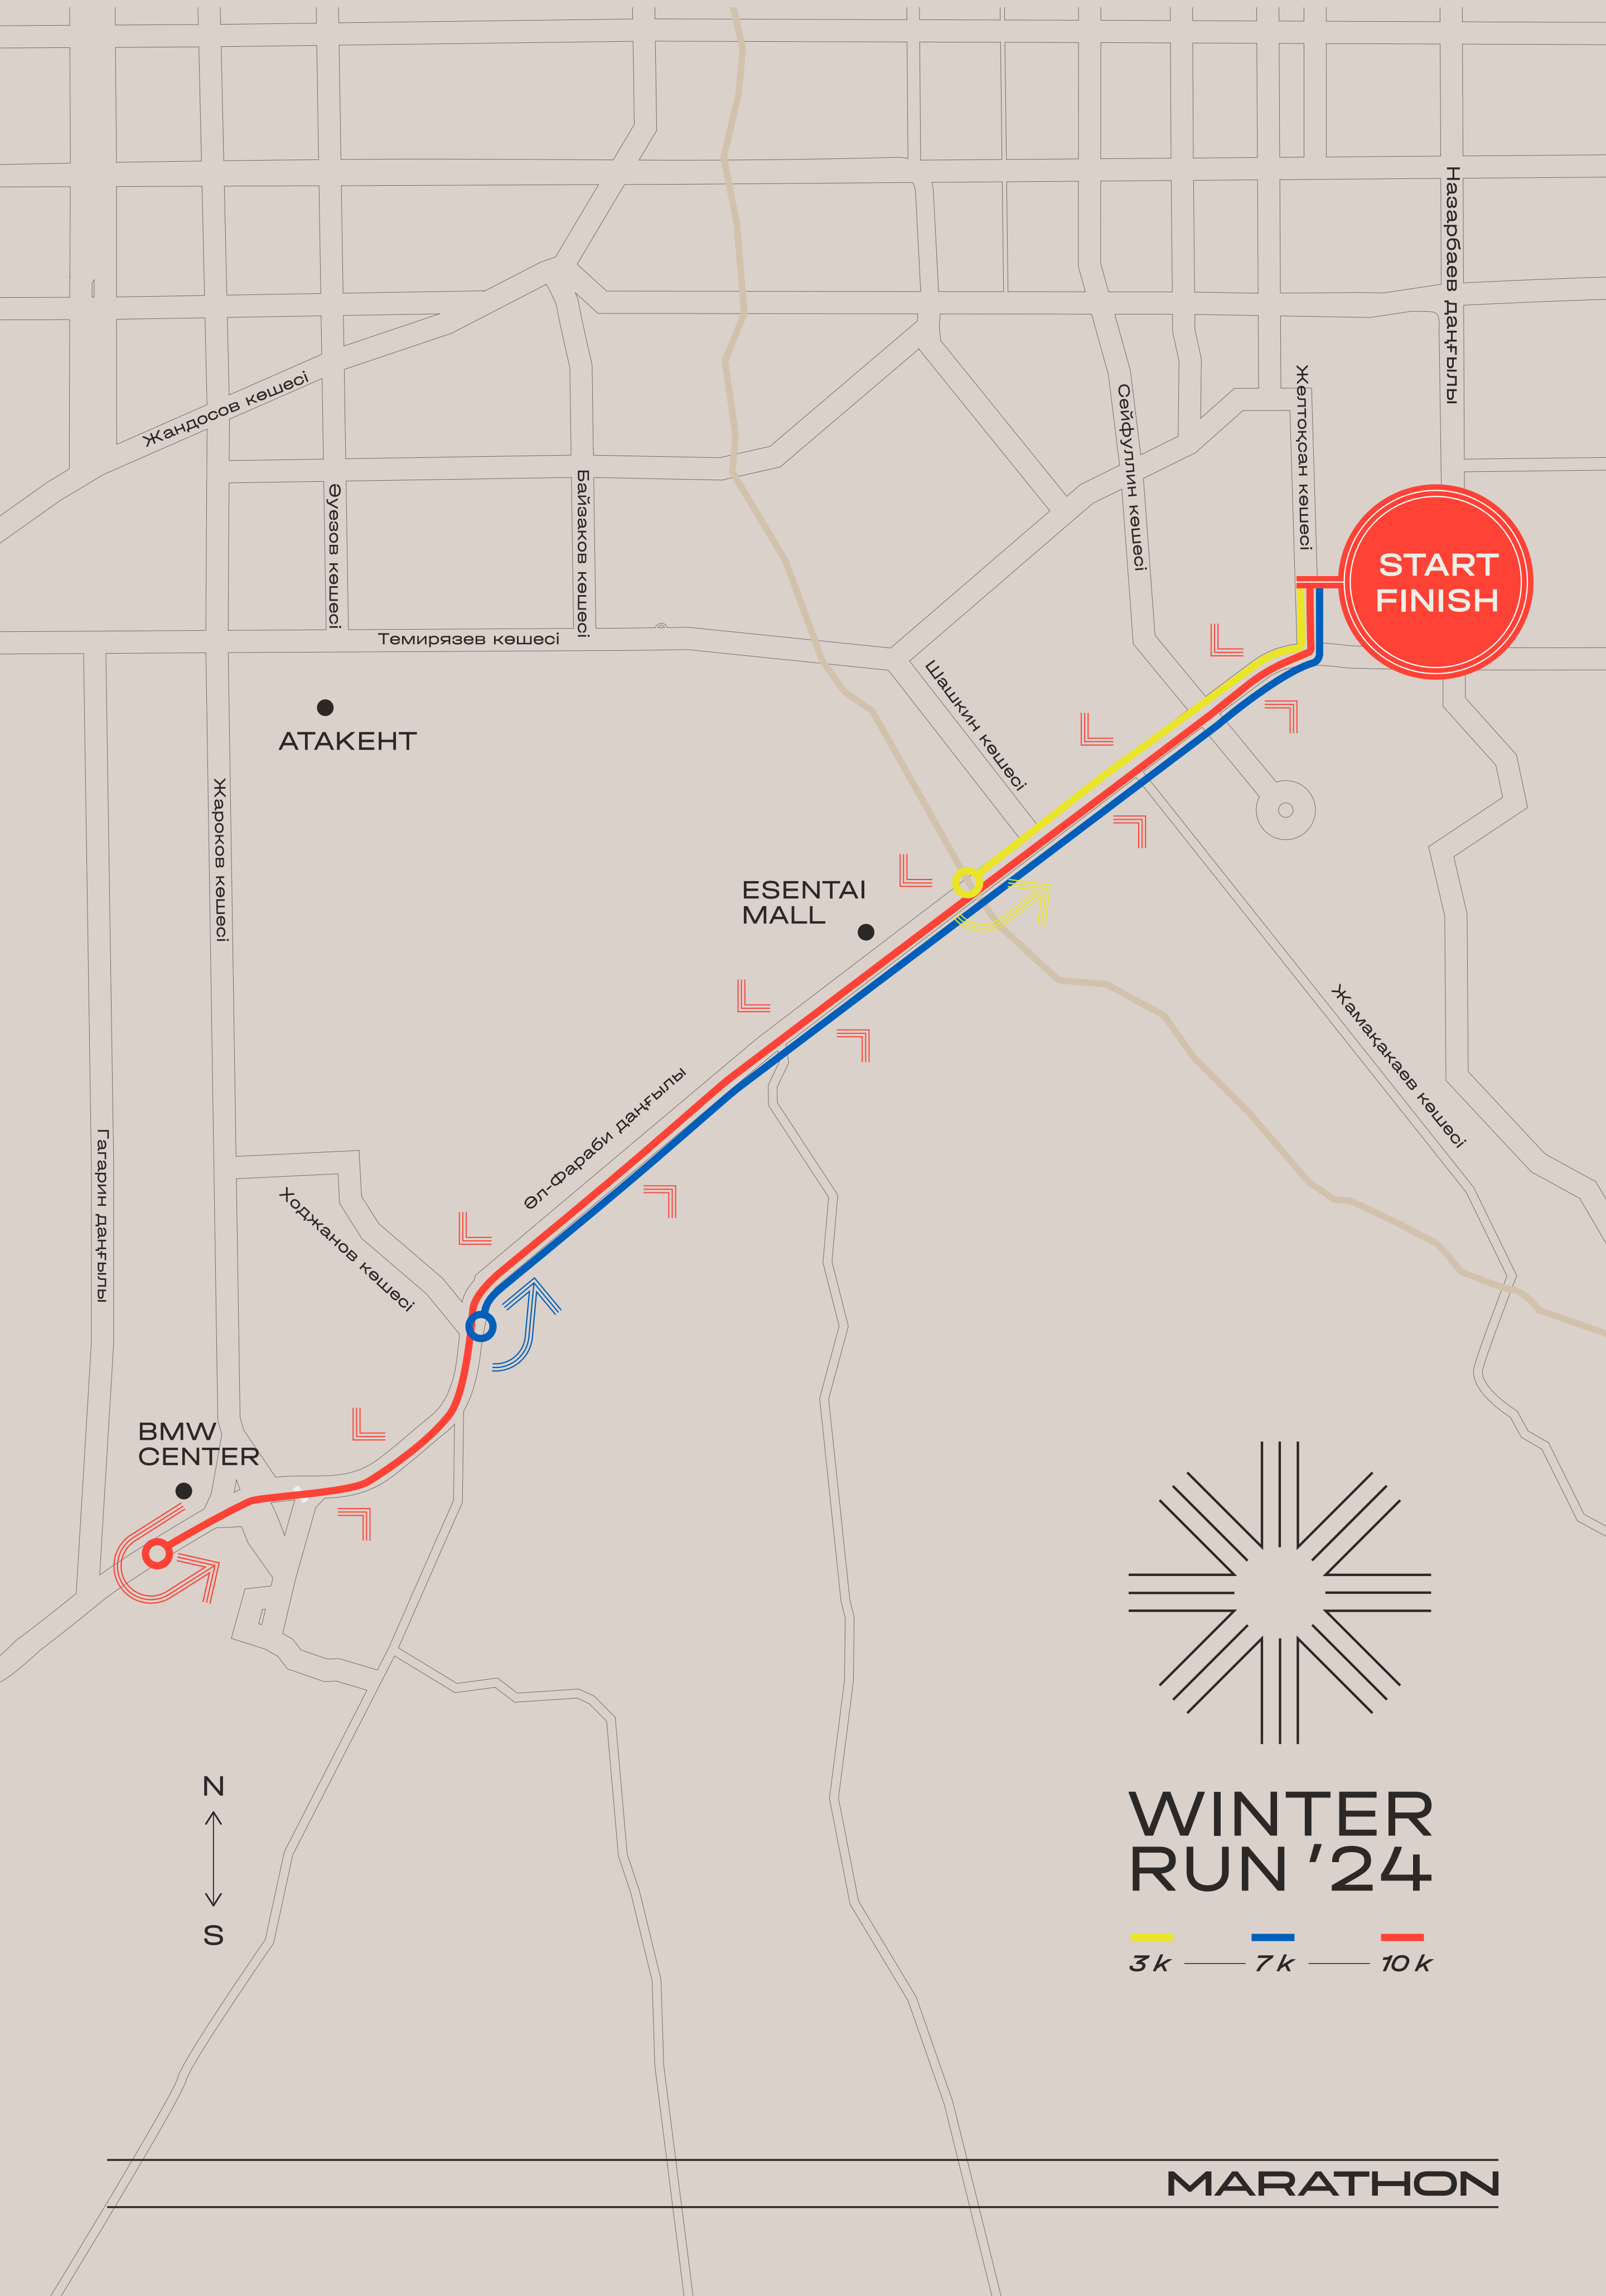 Назарбаев даңғылы
Жандосов көшесі
Желтоқсан көшесі
Сейфуллин көшесі
Әуезов көшесі
Байзаков көшесі
START
FINISH
Темирязев көшесі
Шашкин көшесі
АТАКЕНТ
Жароков көшесі
ESENTAI
MALL
Жамақакаев көшесі
Әл-Фараби даңғылы
Гагарин даңғылы
Ходжанов көшесі
BMW
CENTER
N
S
WINTER
RUN '24
3 k
7 k
10 k
MARATHON